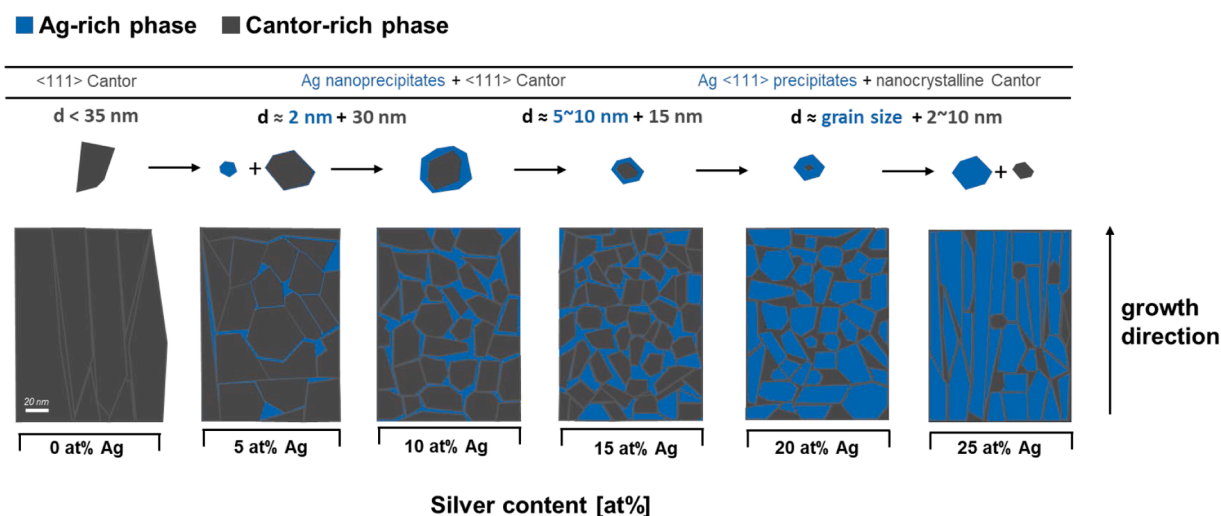 Ag-rich phase Cantor-rich phase
<111> Cantor Ag nanoprecipitates + <111> Cantor Ag <111> precipitates + nanocrystalline Cantor
d < 35 nm d ≈ 2 nm + 30 nm d ≈ 5~10 nm + 15 nm d ≈ grain size + 2~10 nm
+ +
growth
direction
20 nm
0 at% Ag 5 at% Ag 10 at% Ag 15 at% Ag 20 at% Ag 25 at% Ag
Silver content [at%]